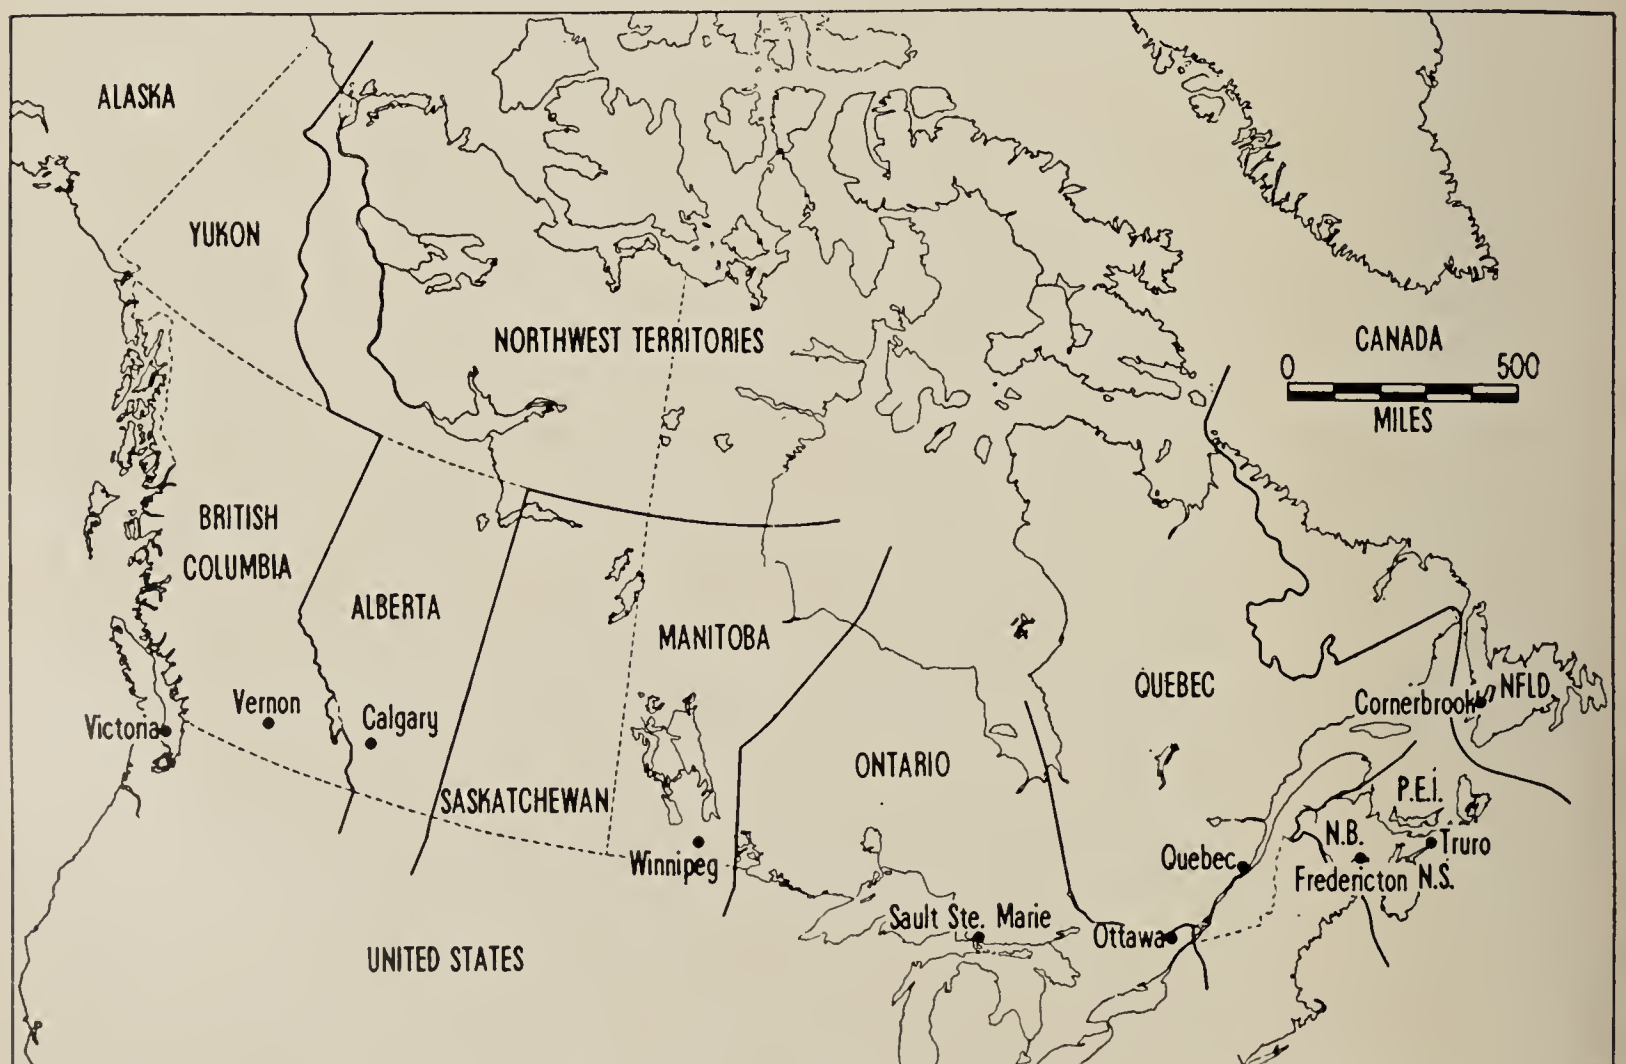 ALASKA
YUKON
NORTHWEST TERRITORIES
CANADA
0 500
MILES
BRITISH
COLUMBIA
ALBERTA
MANITOBA
QUEBEC
NFLD
Cornerbrook
Vernon
Victoria
Calgary
ONTARIO
SASKATCHEWAN
P.E.I.
N.B.
Truro
Winnipeg
Quebec
Fredericton N.S.
Sault Ste. Marie
Ottawa
UNITED STATES